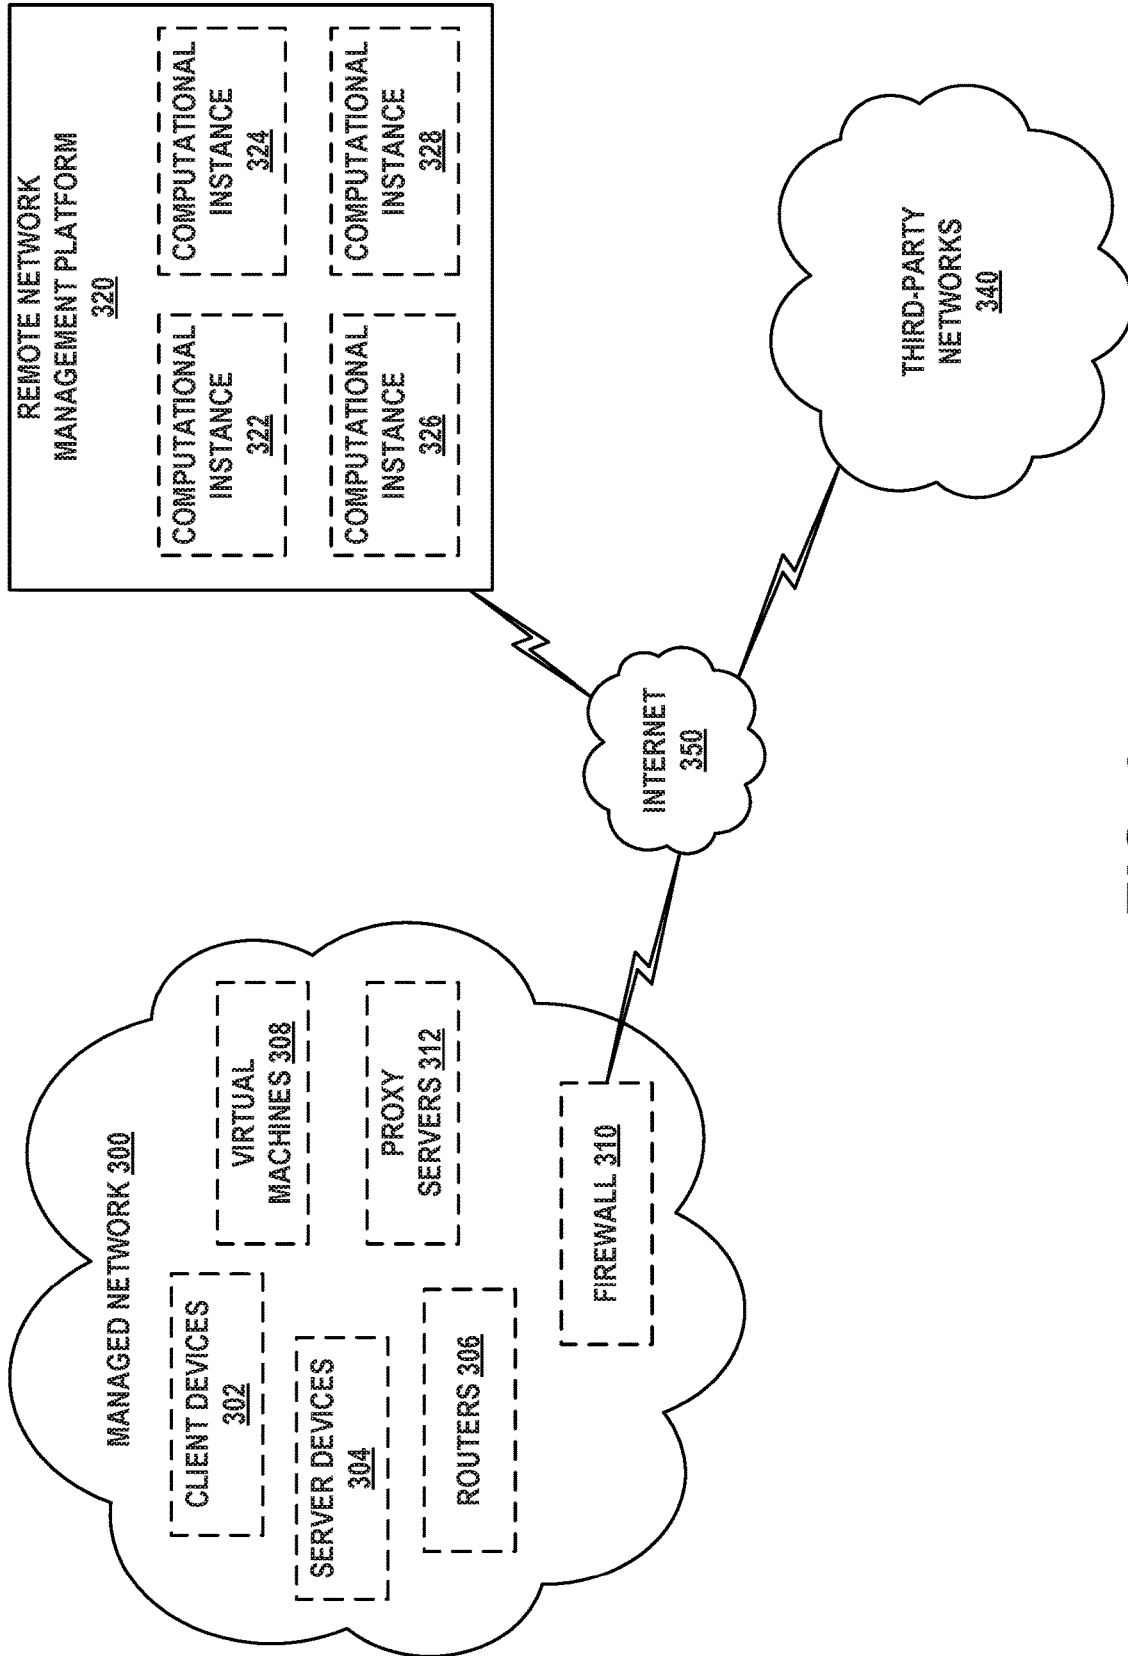 MANAGED NETWORK 300
CLIENT DEVICES
302
SERVER DEVICES
304
ROUTERS 306
VIRTUAL
MACHINES 308
PROXY
SERVERS 312
FIREWALL 310
INTERNET
350
REMOTE NETWORK
MANAGEMENT PLATFORM
320
COMPUTATIONAL
INSTANCE
322
COMPUTATIONAL
INSTANCE
324
COMPUTATIONAL
INSTANCE
326
COMPUTATIONAL
INSTANCE
328
THIRD-PARTY
NETWORKS
340